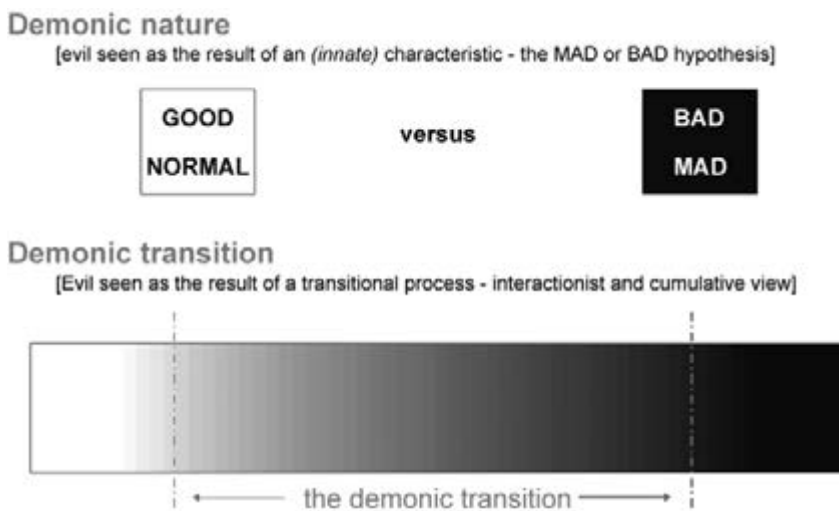 Demonic nature
[evil seen as the result of an (innate) characteristic - the MAD or BAD hypothesis]
GOOD
NORMAL
versus
BAD
MAD
Demonic transition
[Evil seen as the result of a transitional process - interactionist and cumulative view]
the demonic transition